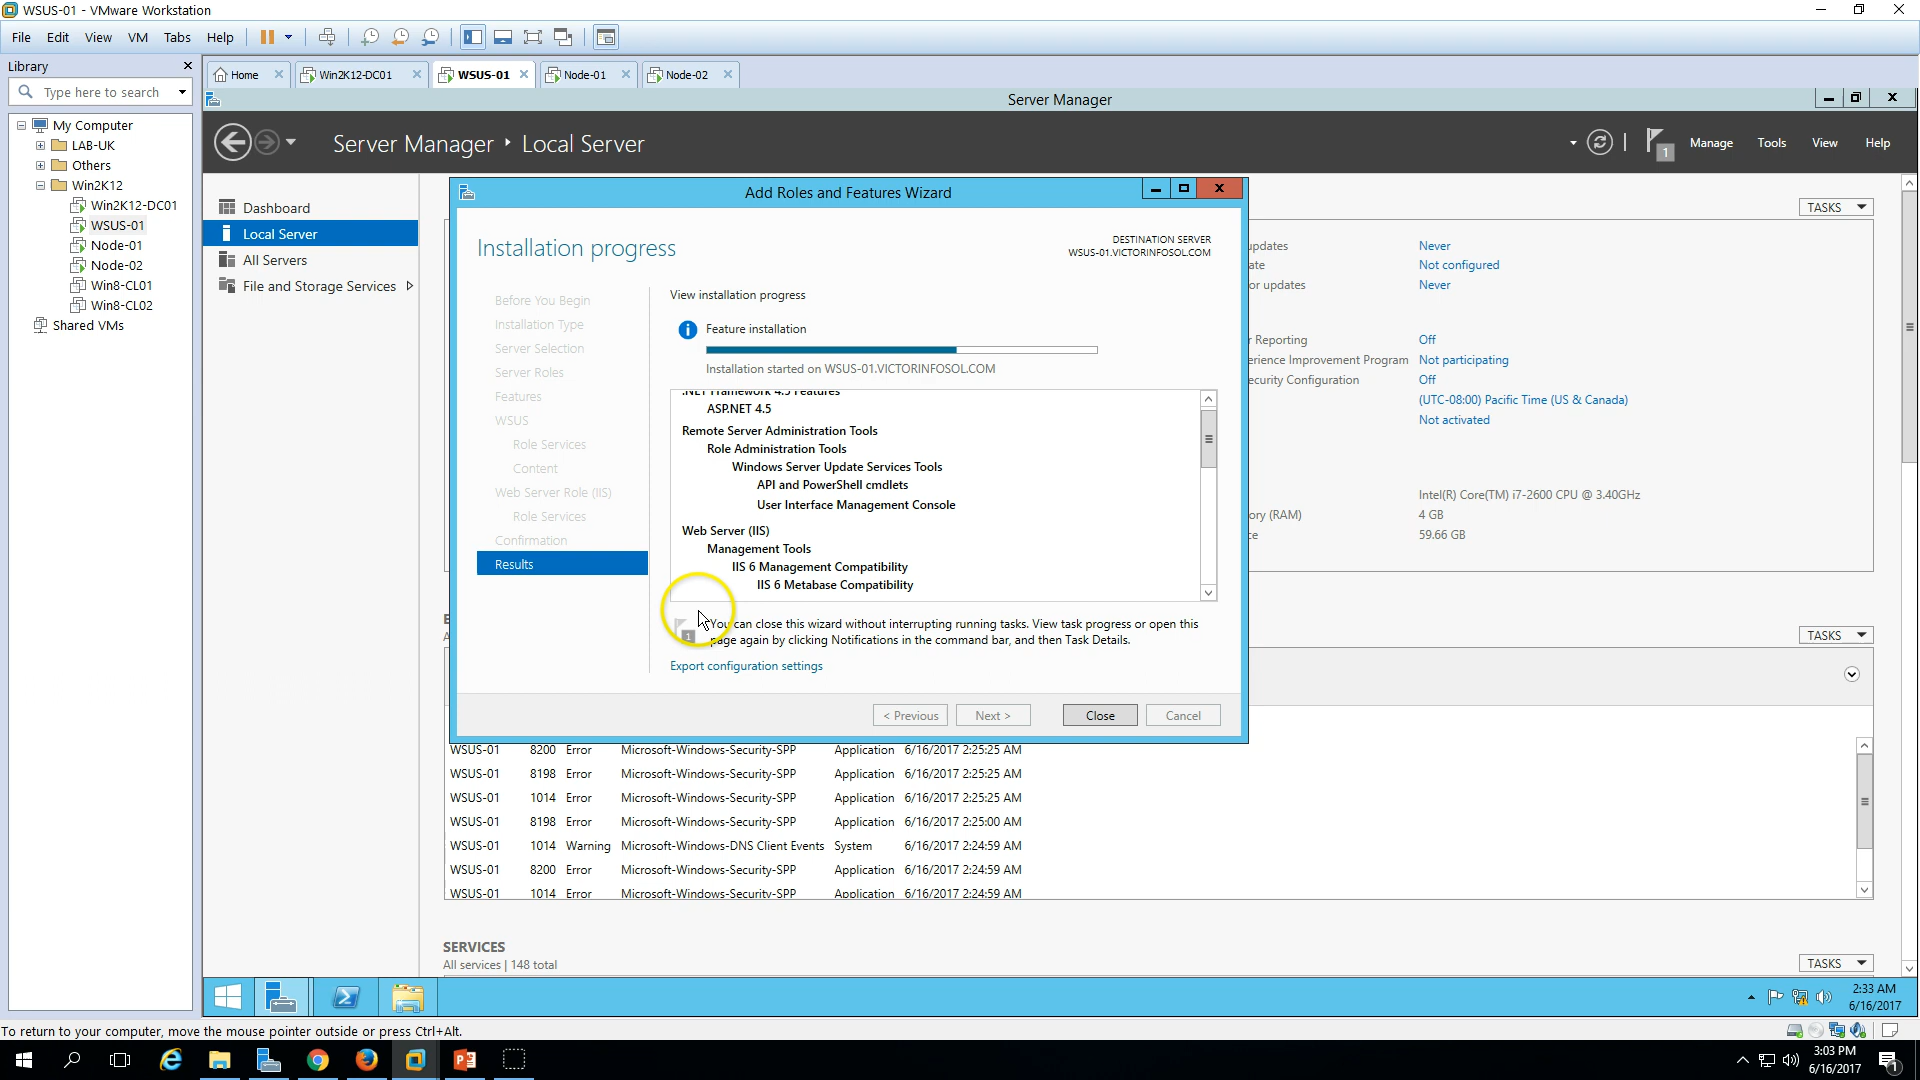 WSUS-01 - VMware Workstation
File Edit View VM Tabs Help
Library
Type here to search
My Computer
LAB-UK
Others
Win2K12
Win2K12-DC01
WSUS-01
Node-01
Node-02
Win8-CL01
Win8-CL02
Shared VMs
Home Win2K12-DC01 WSUS-01 Node-01 Node-02
Server Manager
Server Manager Local Server
1 Manage Tools View Help
Dashboard
Local Server
All Servers
File and Storage Services
TASKS
updates Never
ate Not configured
or updates Never
r Reporting Off
erience Improvement Program Not participating
ecurity Configuration Off
(UTC-08:00) Pacific Time (US & Canada)
Not activated
Intel(R) Core(TM) i7-2600 CPU @ 3.40GHz
ory (RAM) 4 GB
ce 59.66 GB
TASKS
Add Roles and Features Wizard
Installation progress
DESTINATION SERVER
WSUS-01.VICTORINFOSOL.COM
Before You Begin
Installation Type
Server Selection
Server Roles
Features
WSUS
Role Services
Content
Web Server Role (IIS)
Role Services
Confirmation
Results
View installation progress
Feature installation
Installation started on WSUS-01.VICTORINFOSOL.COM
.NET Framework 4.5 Features
ASP.NET 4.5
Remote Server Administration Tools
Role Administration Tools
Windows Server Update Services Tools
API and PowerShell cmdlets
User Interface Management Console
Web Server (IIS)
Management Tools
IIS 6 Management Compatibility
IIS 6 Metabase Compatibility
1 You can close this wizard without interrupting running tasks. View task progress or open this
page again by clicking Notifications in the command bar, and then Task Details.
Export configuration settings
< Previous Next > Close Cancel
WSUS-01 8200 Error Microsoft-Windows-Security-SPP Application 6/16/2017 2:25:25 AM
WSUS-01 8198 Error Microsoft-Windows-Security-SPP Application 6/16/2017 2:25:25 AM
WSUS-01 1014 Error Microsoft-Windows-Security-SPP Application 6/16/2017 2:25:25 AM
WSUS-01 8198 Error Microsoft-Windows-Security-SPP Application 6/16/2017 2:25:00 AM
WSUS-01 1014 Warning Microsoft-Windows-DNS Client Events System 6/16/2017 2:24:59 AM
WSUS-01 8200 Error Microsoft-Windows-Security-SPP Application 6/16/2017 2:24:59 AM
WSUS-01 1014 Error Microsoft-Windows-Security-SPP Application 6/16/2017 2:24:59 AM
SERVICES
All services | 148 total
TASKS
2:33 AM
6/16/2017
To return to your computer, move the mouse pointer outside or press Ctrl+Alt.
3:03 PM
6/16/2017
1